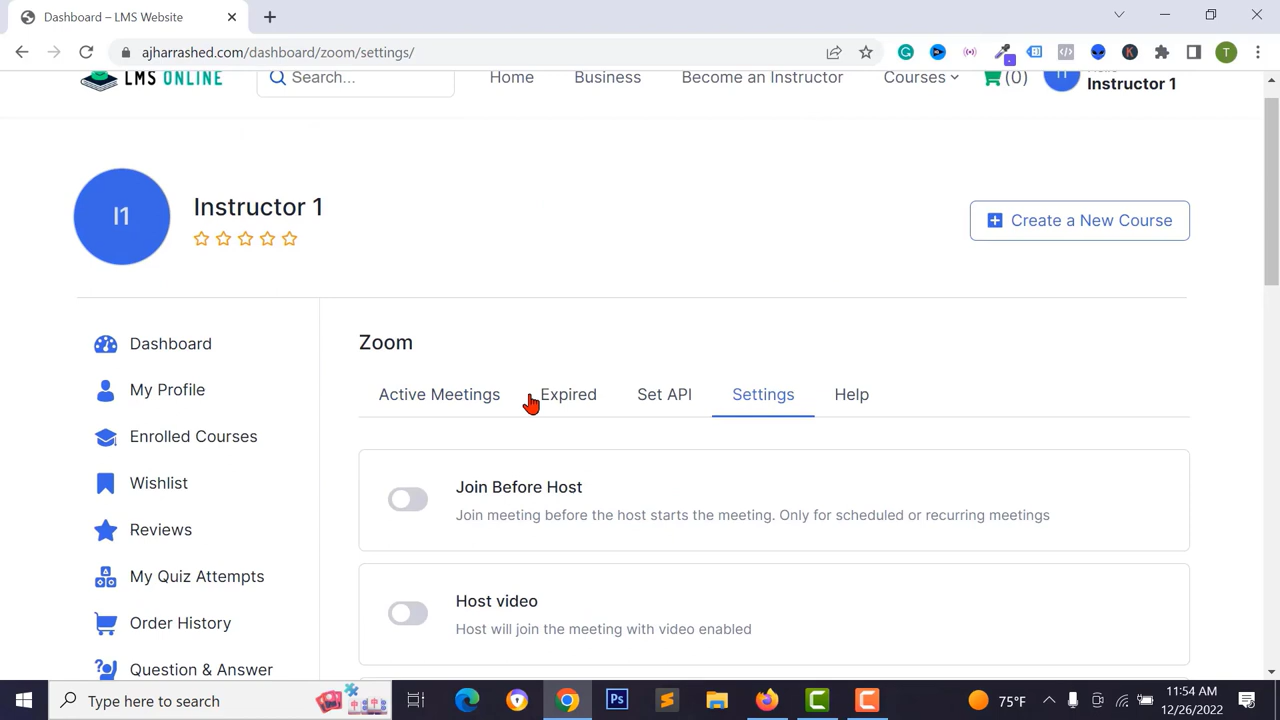 Dashboard – LMS Website
ajharrashed.com/dashboard/zoom/settings/
T
LMS ONLINE
Search...
Home
Business
Become an Instructor
Courses
(0)
Instructor 1
I1
Instructor 1
Create a New Course
Dashboard
My Profile
Enrolled Courses
Wishlist
Reviews
My Quiz Attempts
Order History
Question & Answer
Zoom
Active Meetings
Expired
Set API
Settings
Help
Join Before Host
Join meeting before the host starts the meeting. Only for scheduled or recurring meetings
Host video
Host will join the meeting with video enabled
Type here to search
75°F
11:54 AM
12/26/2022